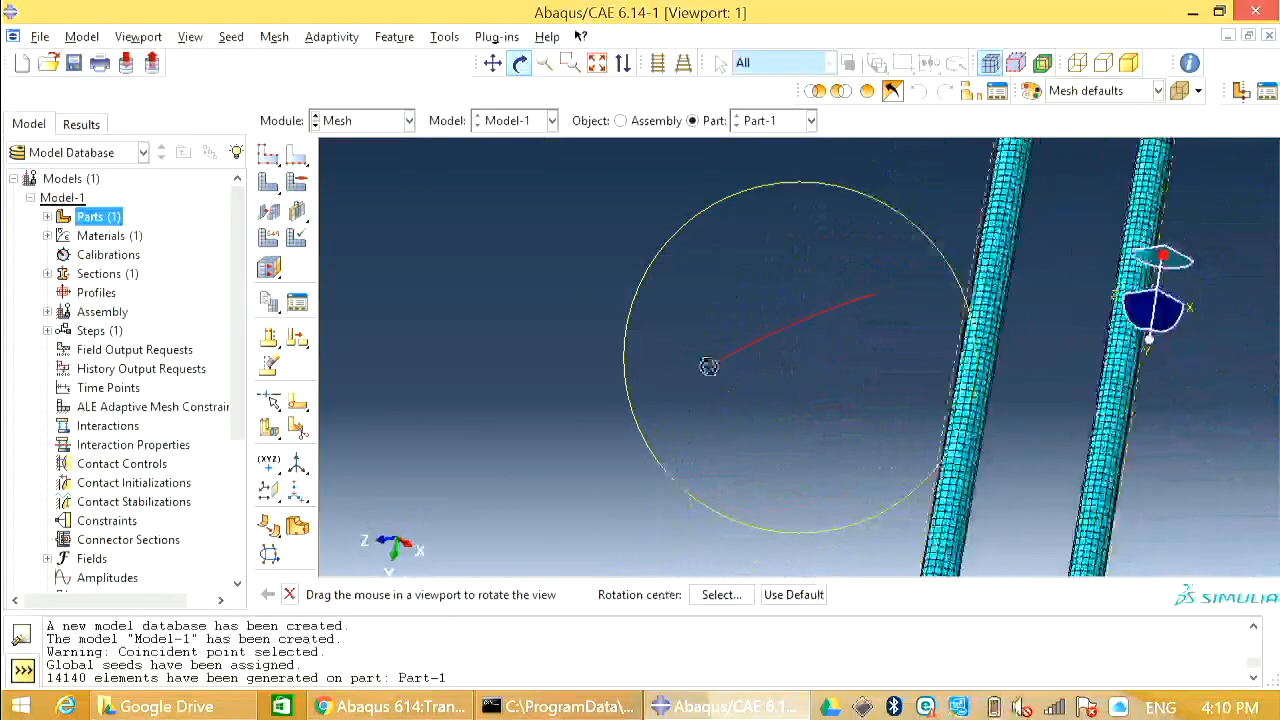 Abaqus/CAE 6.14-1 [Viewport: 1]
File Model Viewport View Seed Mesh Adaptivity Feature Tools Plug-ins Help
All
Mesh defaults
Model Results
Module: Mesh Model: Model-1 Object: Assembly Part: Part-1
Model Database
Models (1)
Model-1
Parts (1)
Materials (1)
Calibrations
Sections (1)
Profiles
Assembly
Steps (1)
Field Output Requests
History Output Requests
Time Points
ALE Adaptive Mesh Constrain
Interactions
Interaction Properties
Contact Controls
Contact Initializations
Contact Stabilizations
Constraints
Connector Sections
Fields
Amplitudes
(XYZ)
Z X
Y
X
Y
Drag the mouse in a viewport to rotate the view Rotation center: Select... Use Default
SIMULIA
A new model database has been created.
The model "Model-1" has been created.
Warning: Coincident point selected.
Global seeds have been assigned.
14140 elements have been generated on part: Part-1
>>>
Google Drive Abaqus 614:Tran... C:\ProgramData\... Abaqus/CAE 6.1... ENG 4:10 PM